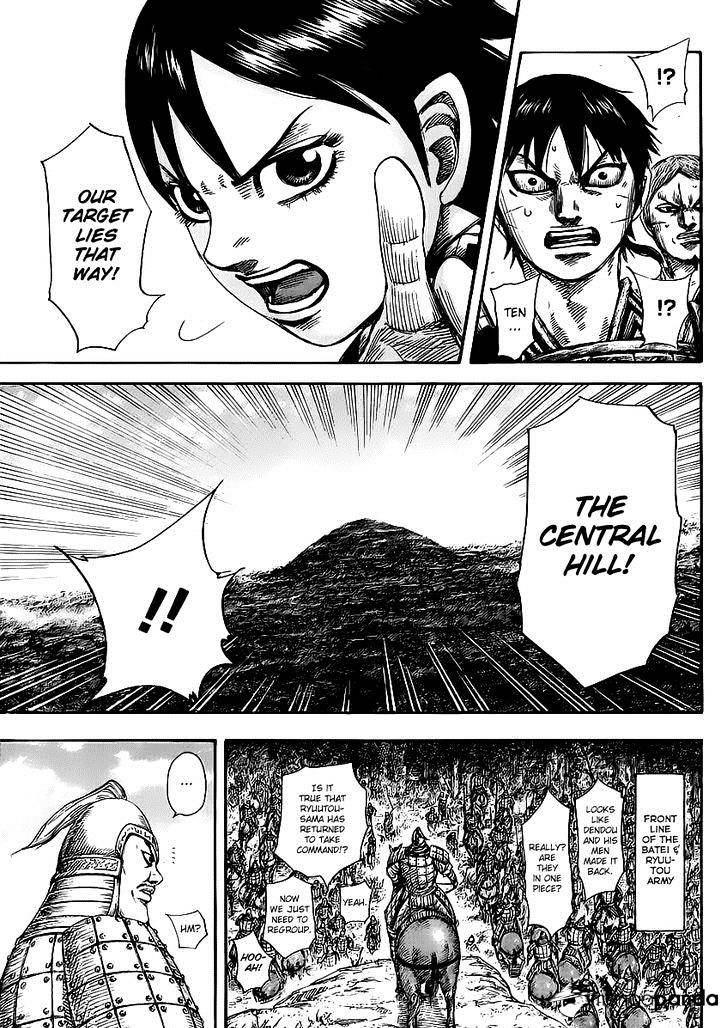 !?
!?
TEN
...
OUR
TARGET
LIES
THAT
WAY!
THE
CENTRAL
HILL!
!!
FRONT
LINE
OF THE
BATEI &
RYUU-
TOU
ARMY
LOOKS
LIKE
DENDOU
AND HIS
MEN
MADE IT
BACK.
REALLY?
ARE
THEY
IN ONE
PIECE?
IS IT
TRUE THAT
RYUUTOU-
SAMA HAS
RETURNED
TO TAKE
COMMAND!?
YEAH.
NOW
WE JUST
NEED TO
REGROUP.
HOO-
AH!
...
HM?
panda